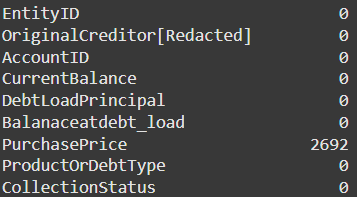 EntityID 0
OriginalCreditor[Redacted] 0
AccountID 0
CurrentBalance 0
DebtLoadPrincipal 0
Balanaceatdebt_load 0
PurchasePrice 2692
ProductOrDebtType 0
CollectionStatus 0